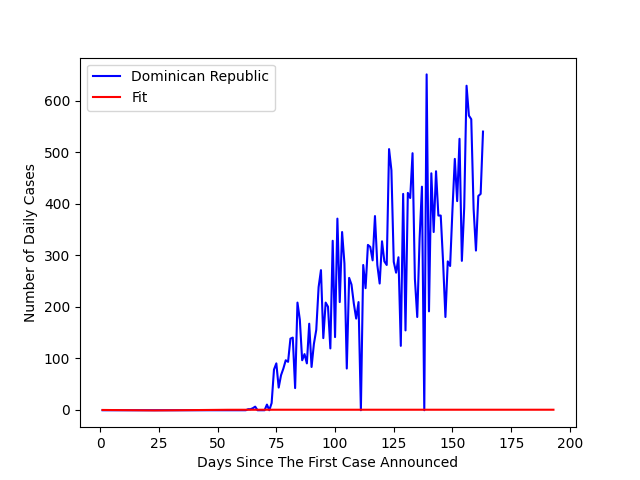 Dominican Republic
Fit
600
500
400
300
200
100
0
0 25 50 75 100 125 150 175 200
Number of Daily Cases
Days Since The First Case Announced